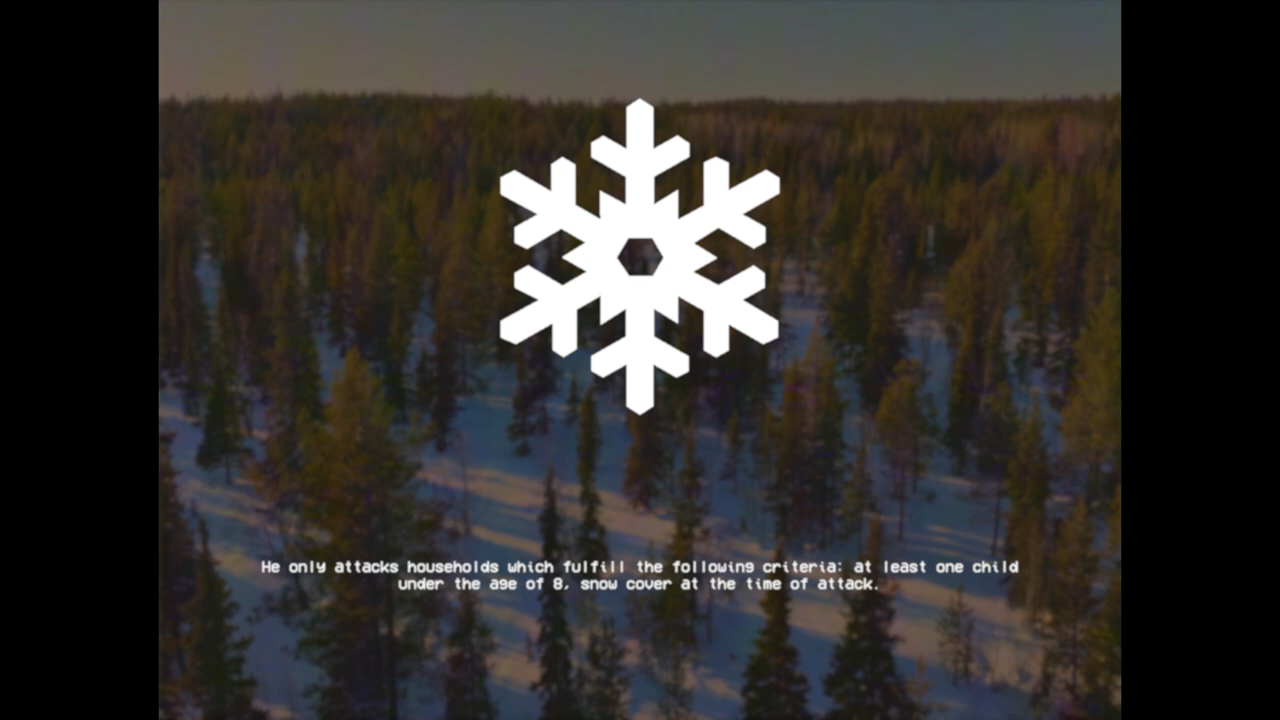 He only attacks households which fulfill the following criteria: at least one child
under the age of 8, snow cover at the time of attack.